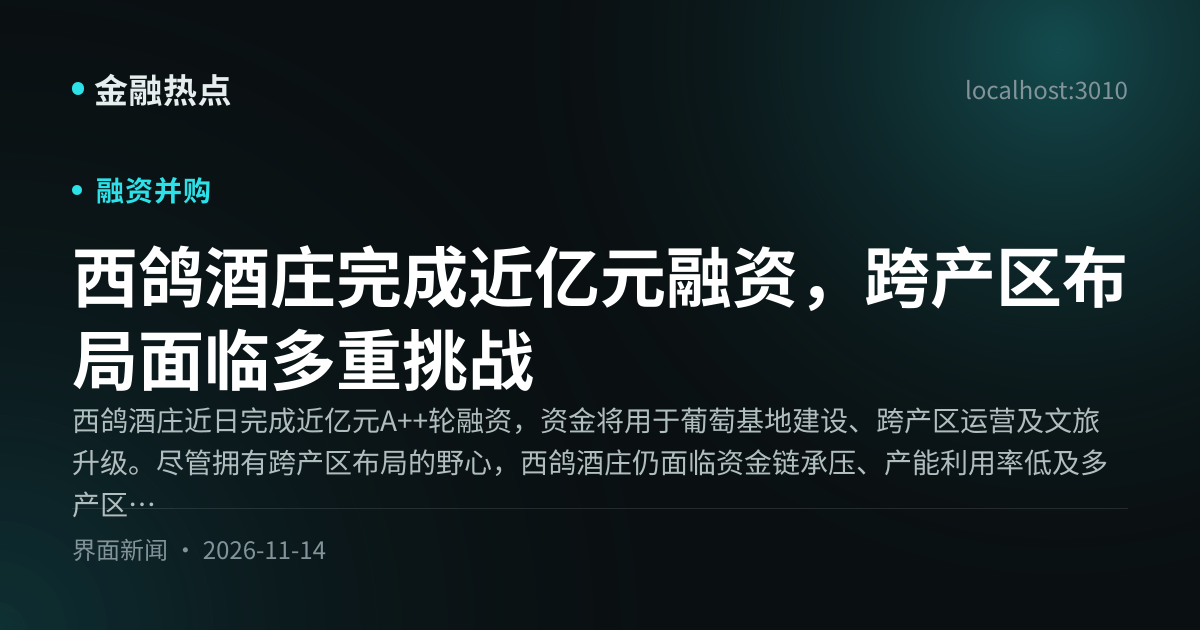 金融热点
localhost:3010
融资并购
西鸽酒庄完成近亿元融资，跨产区布
局面临多重挑战
西鸽酒庄近日完成近亿元A++轮融资，资金将用于葡萄基地建设、跨产区运营及文旅
升级。尽管拥有跨产区布局的野心，西鸽酒庄仍面临资金链承压、产能利用率低及多
产区…
界面新闻 • 2026-11-14